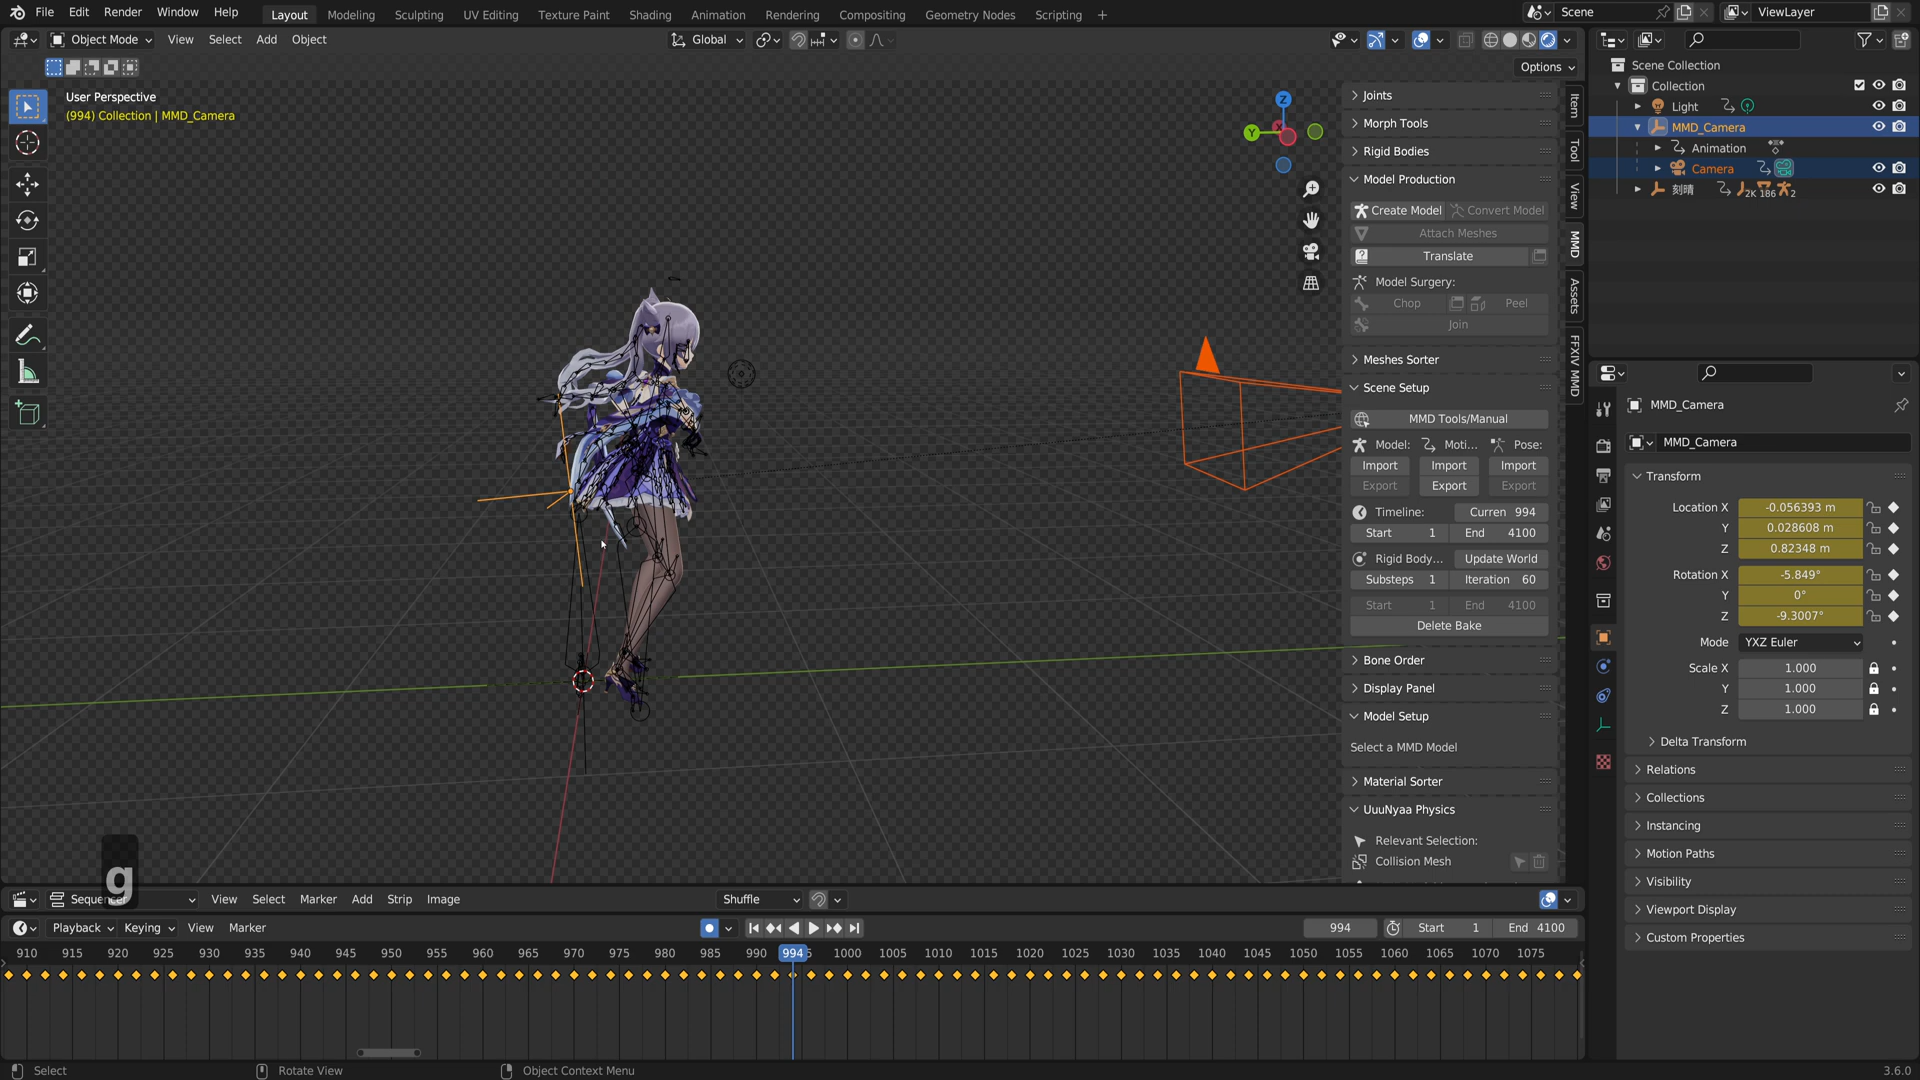 File Edit Render Window Help Layout Modeling Sculpting UV Editing Texture Paint Shading Animation Rendering Compositing Geometry Nodes Scripting Scene ViewLayer
Object Mode View Select Add Object Global
Options
User Perspective
(994) Collection | MMD_Camera
Z
Y
Joints
Morph Tools
Rigid Bodies
Model Production
Create Model Convert Model
Attach Meshes
Translate
Model Surgery:
Chop Peel
Join
Meshes Sorter
Scene Setup
MMD Tools/Manual
Model: Moti... Pose:
Import Import Import
Export Export Export
Timeline: Curren 994
Start 1 End 4100
Rigid Body... Update World
Substeps 1 Iteration 60
Start 1 End 4100
Delete Bake
Bone Order
Display Panel
Model Setup
Select a MMD Model
Material Sorter
UuuNyaa Physics
Relevant Selection:
Collision Mesh
Item
Tool
View
MMD
Assets
FFXIV MMD
Scene Collection
Collection
Light
MMD_Camera
Animation
Camera
刻晴 2K 186 2
MMD_Camera
MMD_Camera
Transform
Location X -0.056393 m
Y 0.028608 m
Z 0.82348 m
Rotation X -5.849°
Y 0°
Z -9.3007°
Mode YXZ Euler
Scale X 1.000
Y 1.000
Z 1.000
Delta Transform
Relations
Collections
Instancing
Motion Paths
Visibility
Viewport Display
Custom Properties
g
Sequencer View Select Marker Add Strip Image Shuffle
Playback Keying View Marker 994 Start 1 End 4100
910 915 920 925 930 935 940 945 950 955 960 965 970 975 980 985 990 994 1000 1005 1010 1015 1020 1025 1030 1035 1040 1045 1050 1055 1060 1065 1070 1075
Select Rotate View Object Context Menu 3.6.0